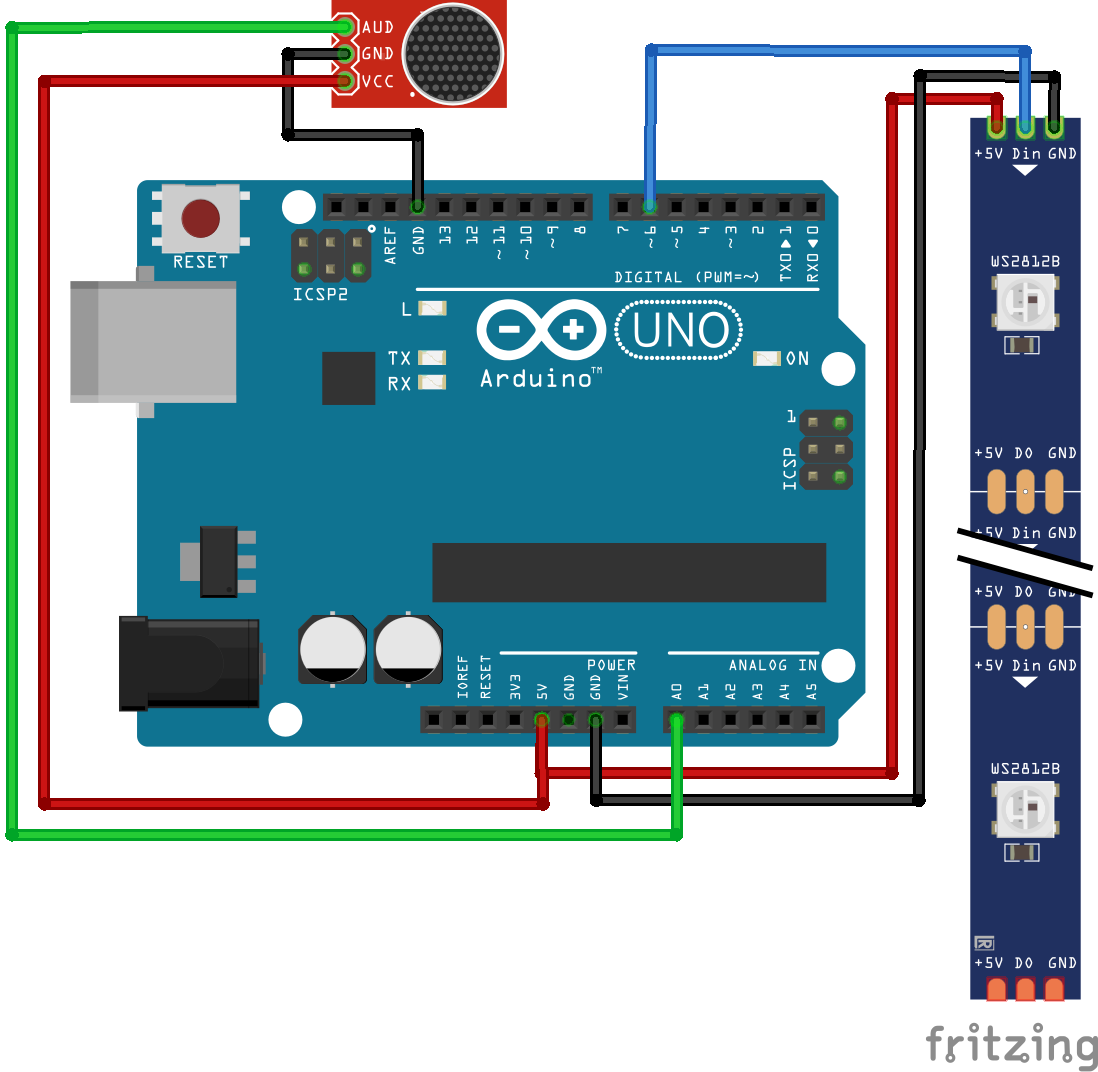 AUD
GND
VCC
+5V Din GND
RESET
ICSP2
AREF
GND
13
12
~11
~10
~9
8
7
~6
~5
4
~3
2
TX0▶1
RX0◀0
DIGITAL (PWM=~)
L
TX
RX
UNO
Arduino™
ON
1
ICSP
WS2812B
+5V DO GND
+5V Din GND
+5V DO GND
+5V Din GND
POWER
ANALOG IN
IOREF
RESET
3V3
5V
GND
GND
VIN
A0
A1
A2
A3
A4
A5
WS2812B
R
+5V DO GND
fritzing